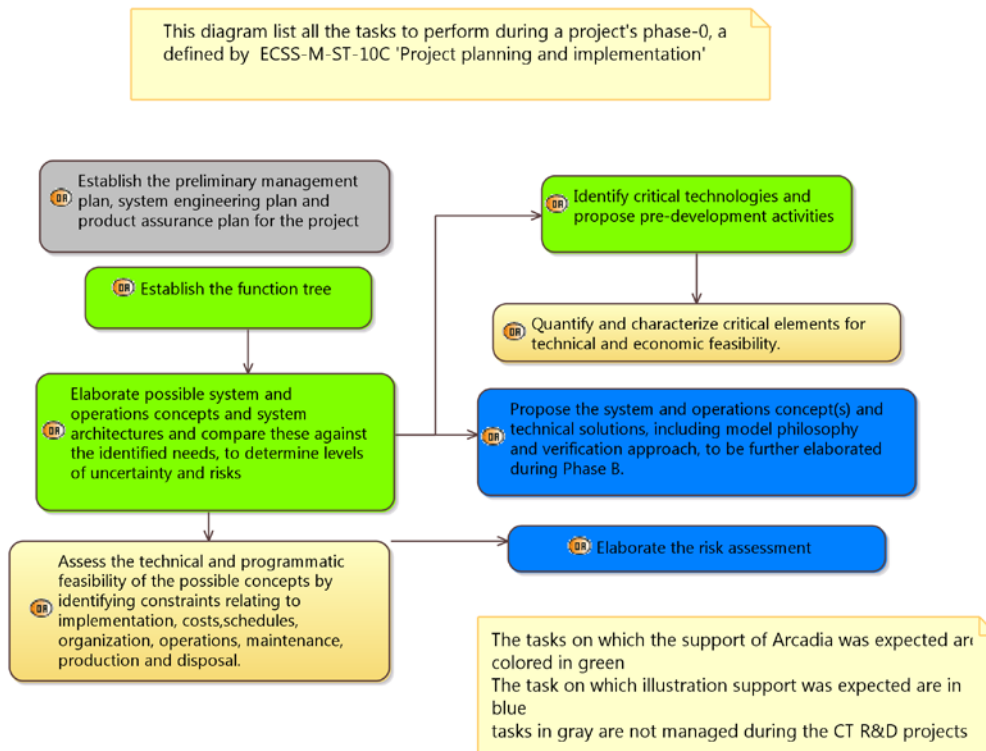 This diagram list all the tasks to perform during a project's phase-0, a
defined by ECSS-M-ST-10C 'Project planning and implementation'
Establish the preliminary management
plan, system engineering plan and
product assurance plan for the project
OA
Identify critical technologies and
propose pre-development activities
OA
Establish the function tree
OA
Quantify and characterize critical elements for
technical and economic feasibility.
OA
Elaborate possible system and
operations concepts and system
architectures and compare these against
the identified needs, to determine levels
of uncertainty and risks
OA
Propose the system and operations concept(s) and
technical solutions, including model philosophy
and verification approach, to be further elaborated
during Phase B.
OA
Elaborate the risk assessment
OA
Assess the technical and programmatic
feasibility of the possible concepts by
identifying constraints relating to
implementation, costs,schedules,
organization, operations, maintenance,
production and disposal.
OA
The tasks on which the support of Arcadia was expected are
colored in green
The task on which illustration support was expected are in
blue
tasks in gray are not managed during the CT R&D projects